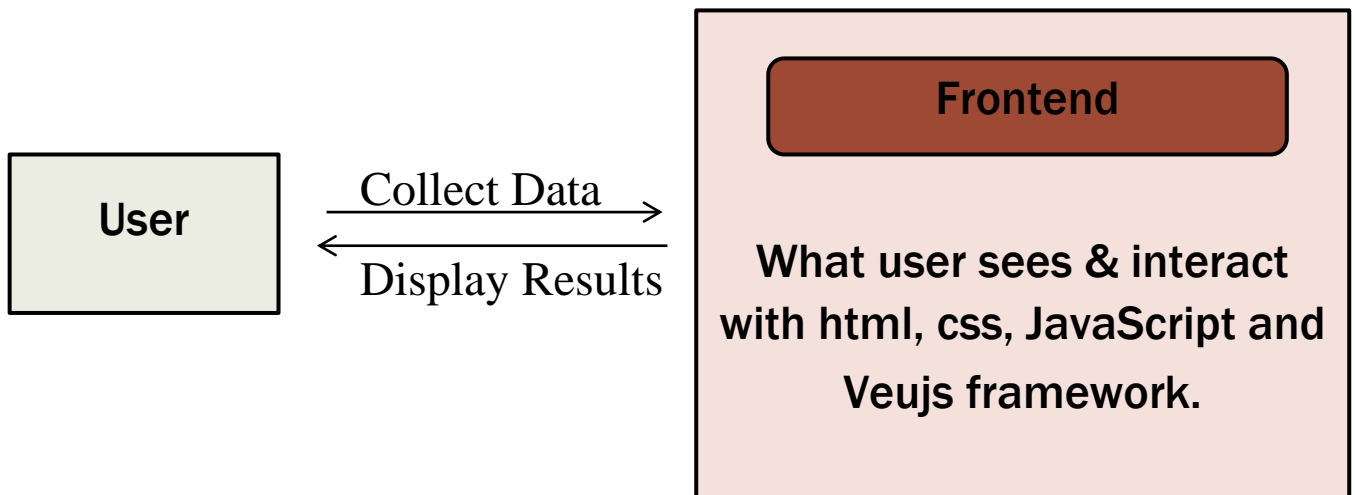 Frontend
User
Collect Data
Display Results
What user sees & interact
with html, css, JavaScript and
Veujs framework.